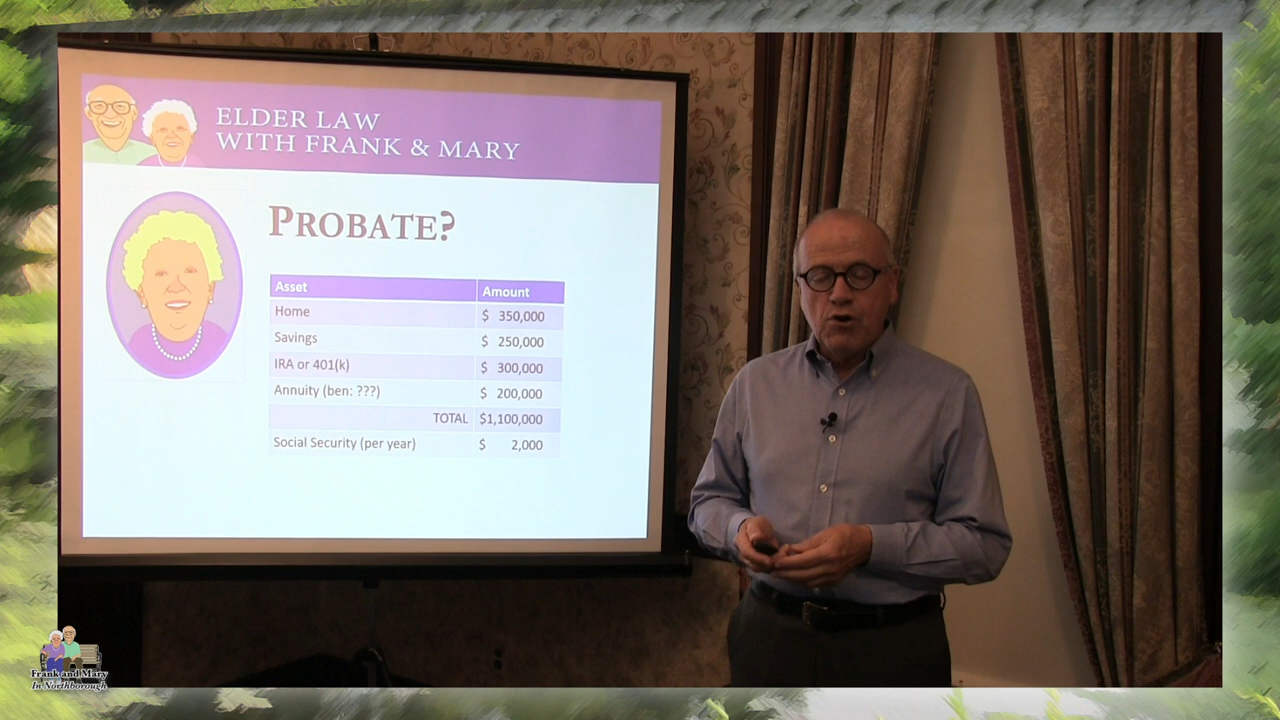 ELDER LAW
WITH FRANK & MARY
PROBATE?
Asset Amount
Home $ 350,000
Savings $ 250,000
IRA or 401(k) $ 300,000
Annuity (ben: ???) $ 200,000
TOTAL $1,100,000
Social Security (per year) $ 2,000
Frank and Mary
In Northborough